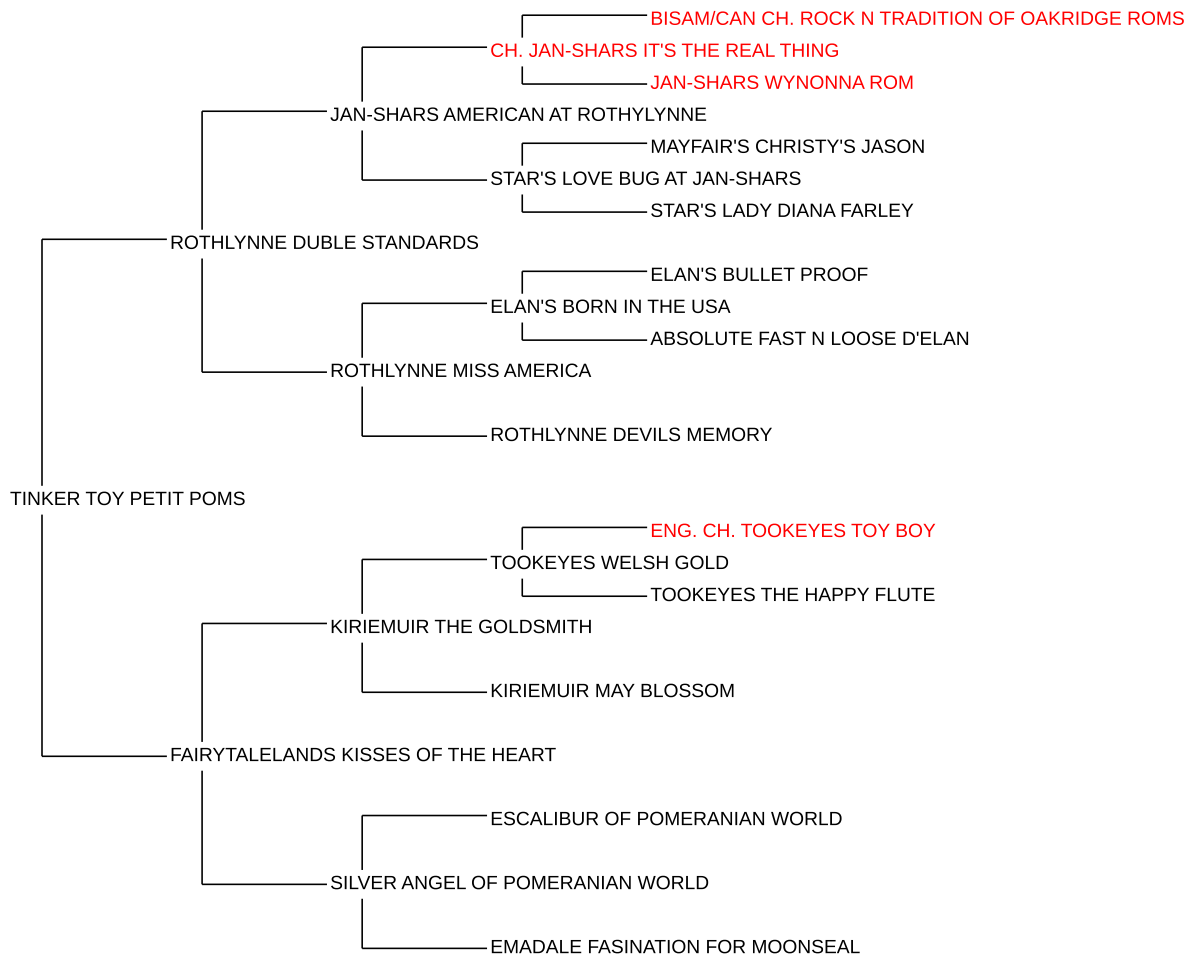 BISAM/CAN CH. ROCK N TRADITION OF OAKRIDGE ROMS
CH. JAN-SHARS IT'S THE REAL THING
JAN-SHARS WYNONNA ROM
JAN-SHARS AMERICAN AT ROTHYLYNNE
MAYFAIR'S CHRISTY'S JASON
STAR'S LOVE BUG AT JAN-SHARS
STAR'S LADY DIANA FARLEY
ROTHLYNNE DUBLE STANDARDS
ELAN'S BULLET PROOF
ELAN'S BORN IN THE USA
ABSOLUTE FAST N LOOSE D'ELAN
ROTHLYNNE MISS AMERICA
ROTHLYNNE DEVILS MEMORY
TINKER TOY PETIT POMS
ENG. CH. TOOKEYES TOY BOY
TOOKEYES WELSH GOLD
TOOKEYES THE HAPPY FLUTE
KIRIEMUIR THE GOLDSMITH
KIRIEMUIR MAY BLOSSOM
FAIRYTALELANDS KISSES OF THE HEART
ESCALIBUR OF POMERANIAN WORLD
SILVER ANGEL OF POMERANIAN WORLD
EMADALE FASINATION FOR MOONSEAL